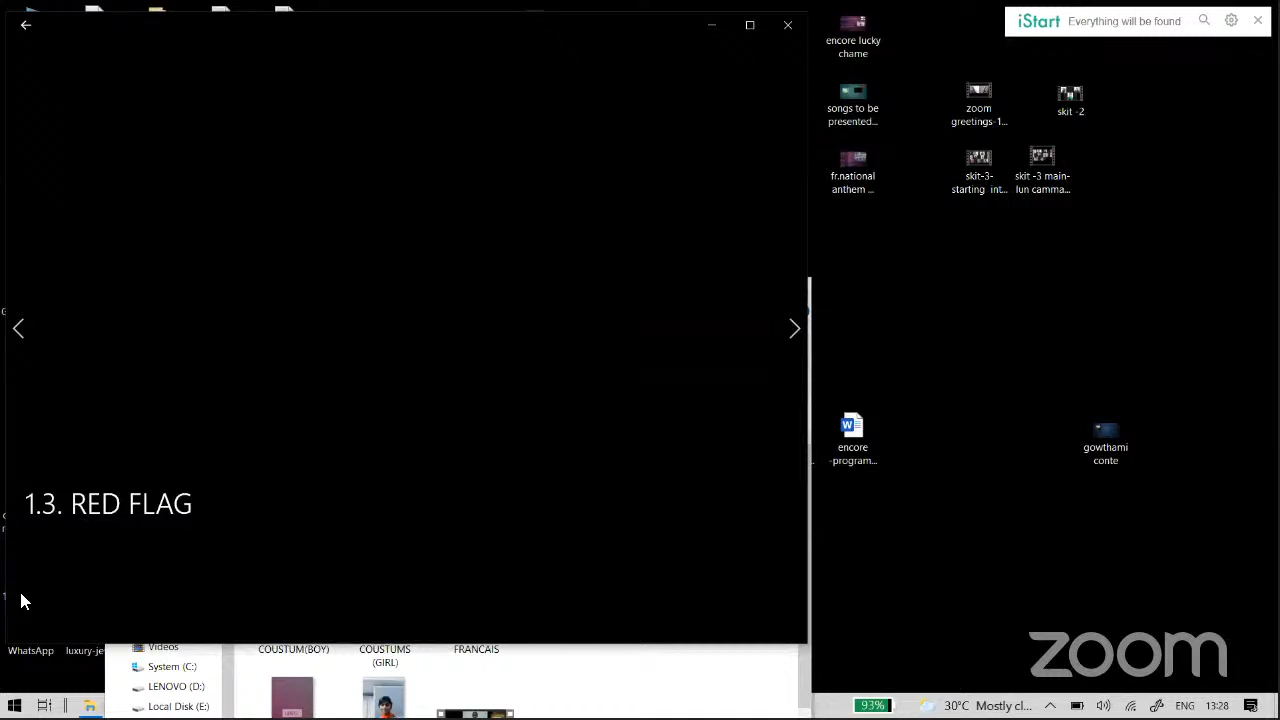 iStart Everything will be found
encore lucky
chame
songs to be
presented...
zoom
greetings-1...
skit -2
fr.national
anthem ...
skit-3-
starting int...
skit -3 main-
lun camma...
1.3. RED FLAG
encore
-program...
gowthami
conte
WhatsApp
luxury-je
Videos
System (C:)
LENOVO (D:)
Local Disk (E:)
COUSTUM(BOY)
COUSTUMS
(GIRL)
FRANCAIS
zoom
93%
30°C Mostly cl...
ENG
13:28